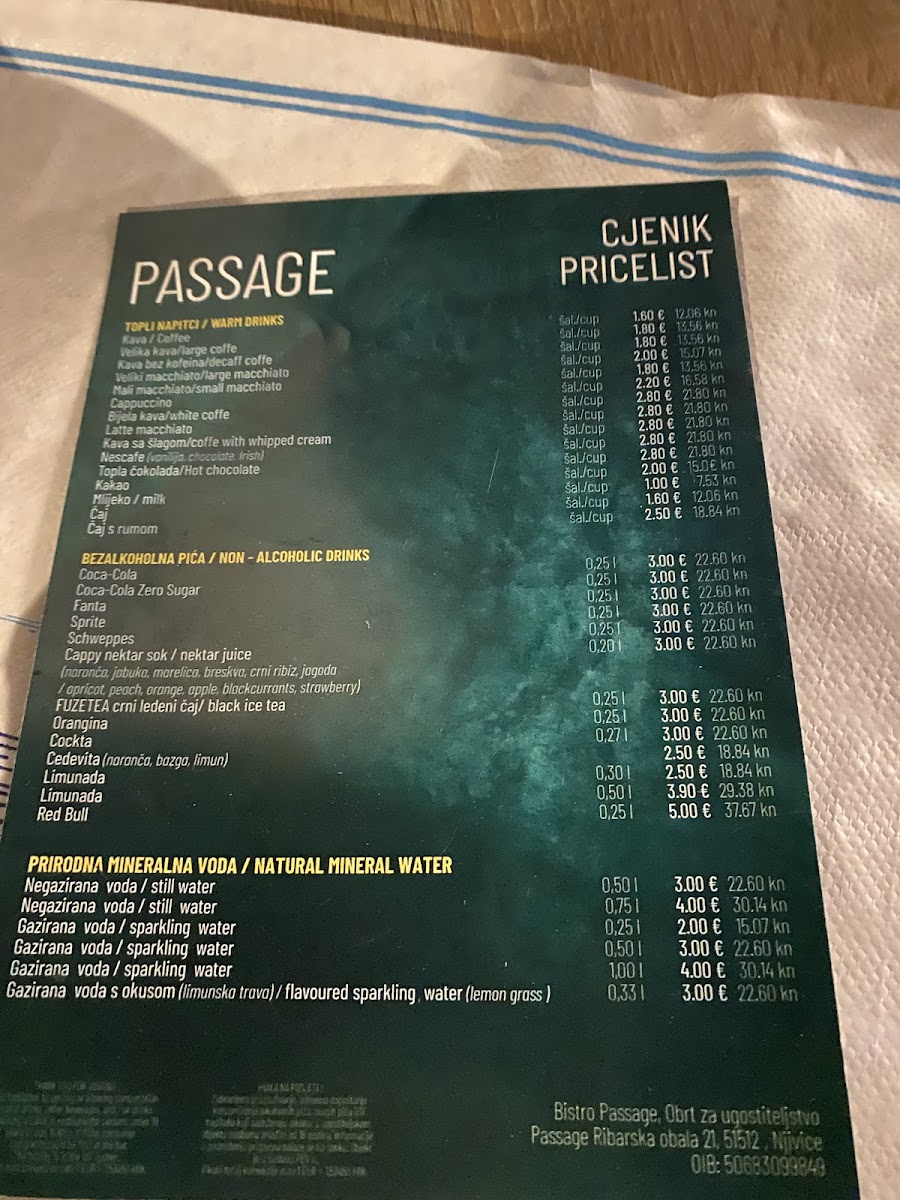 PASSAGE
CJENIK
PRICELIST
TOPLI NAPITCI / WARM DRINKS
Kava / Coffee šal./cup 1.60 € 12.06 kn
Velika kava/large coffe šal./cup 1.80 € 13.56 kn
Kava bez kofeina/decaff coffe šal./cup 1.80 € 13.56 kn
Veliki macchiato/large macchiato šal./cup 2.00 € 15.07 kn
Mali macchiato/small macchiato šal./cup 1.80 € 13.56 kn
Cappuccino šal./cup 2.20 € 16.58 kn
Bijela kava/white coffe šal./cup 2.80 € 21.80 kn
Latte macchiato šal./cup 2.80 € 21.80 kn
Kava sa šlagom/coffe with whipped cream šal./cup 2.80 € 21.80 kn
Nescafe (vanilija, chocolate, Irish) šal./cup 2.80 € 21.80 kn
Topla čokolada/Hot chocolate šal./cup 2.80 € 21.80 kn
Kakao šal./cup 2.00 € 15.0€ kn
Mlijeko / milk šal./cup 1.00 € 7.53 kn
Čaj šal./cup 1.60 € 12.06 kn
Čaj s rumom šal./cup 2.50 € 18.84 kn
BEZALKOHOLNA PIĆA / NON - ALCOHOLIC DRINKS
Coca-Cola 0,25 l 3.00 € 22.60 kn
Coca-Cola Zero Sugar 0,25 l 3.00 € 22.60 kn
Fanta 0,25 l 3.00 € 22.60 kn
Sprite 0,25 l 3.00 € 22.60 kn
Schweppes 0,25 l 3.00 € 22.60 kn
Cappy nektar sok / nektar juice 0,20 l 3.00 € 22.60 kn
(naranča, jabuka, marelica, breskva, crni ribiz, jagoda
/ apricot, peach, orange, apple, blackcurrants, strawberry)
FUZETEA crni ledeni čaj/ black ice tea 0,25 l 3.00 € 22.60 kn
Orangina 0,25 l 3.00 € 22.60 kn
Cockta 0,27 l 3.00 € 22.60 kn
Cedevita (naranča, bazga, limun) 2.50 € 18.84 kn
Limunada 0,30 l 2.50 € 18.84 kn
Limunada 0,50 l 3.90 € 29.38 kn
Red Bull 0,25 l 5.00 € 37.67 kn
PRIRODNA MINERALNA VODA / NATURAL MINERAL WATER
Negazirana voda / still water 0,50 l 3.00 € 22.60 kn
Negazirana voda / still water 0,75 l 4.00 € 30.14 kn
Gazirana voda / sparkling water 0,25 l 2.00 € 15.07 kn
Gazirana voda / sparkling water 0,50 l 3.00 € 22.60 kn
Gazirana voda / sparkling water 1,00 l 4.00 € 30.14 kn
Gazirana voda s okusom (limunska trava) / flavoured sparkling water (lemon grass ) 0,33 l 3.00 € 22.60 kn
Bistro Passage, Obrt za ugostiteljstvo
Passage Ribarska obala 21, 51512 , Njivice
OIB: 50683099849